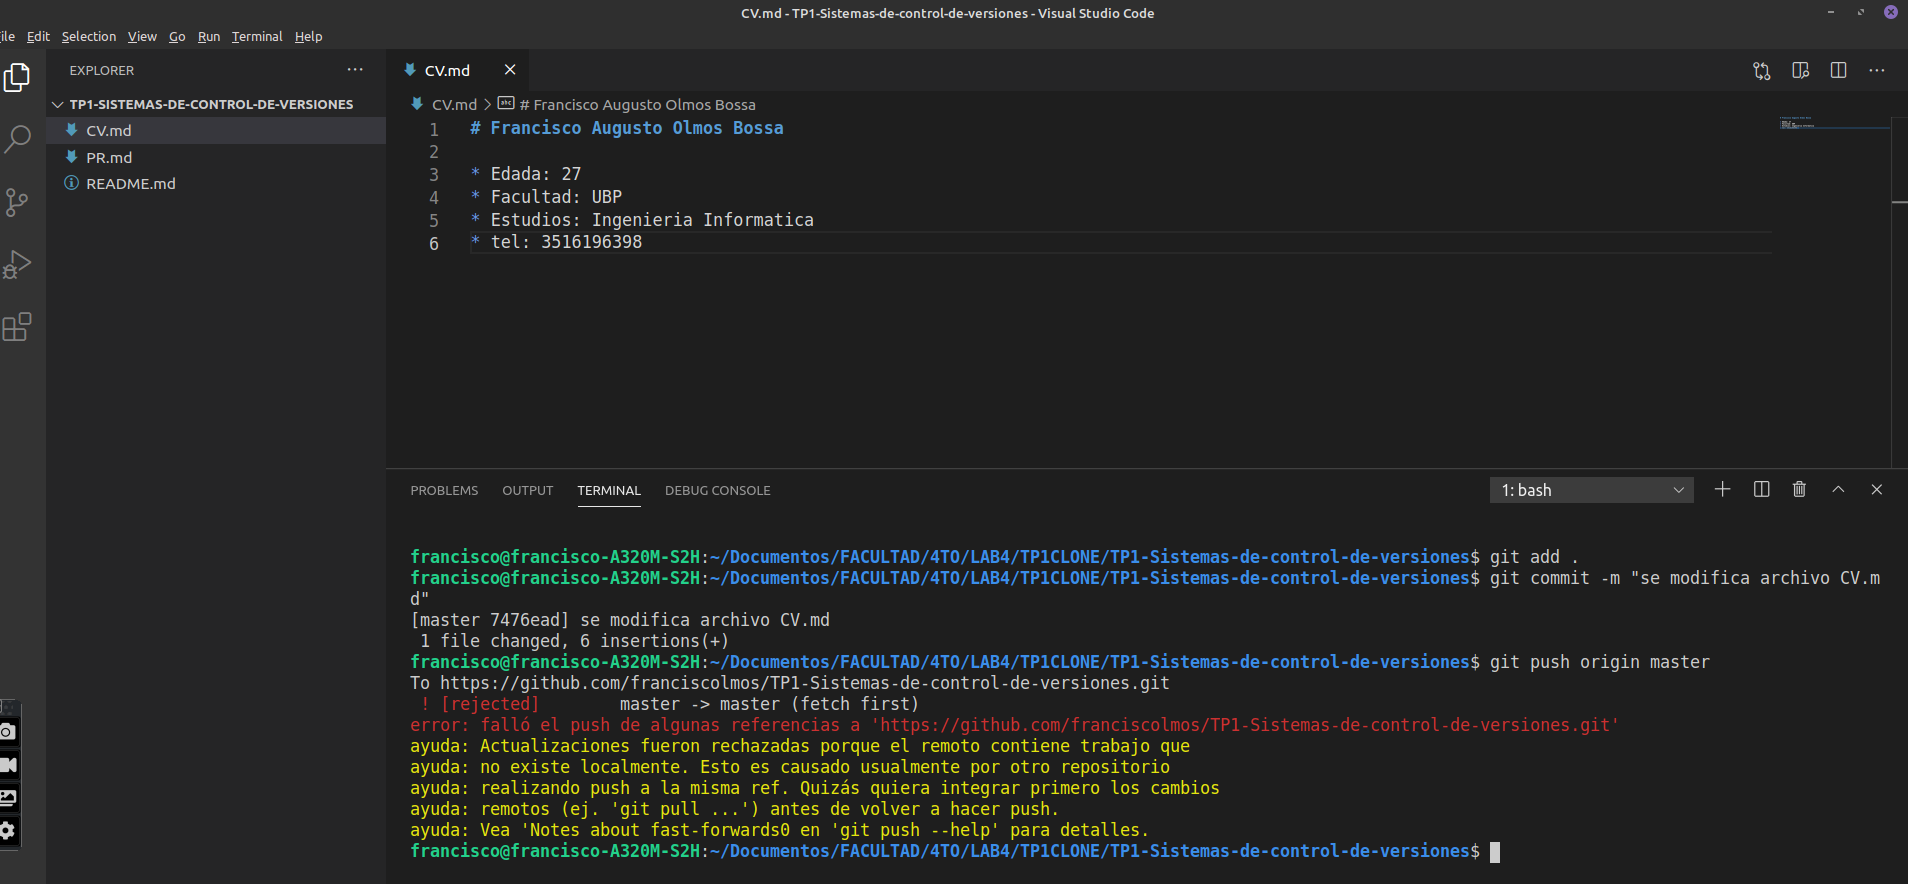 CV.md - TP1-Sistemas-de-control-de-versiones - Visual Studio Code
ile Edit Selection View Go Run Terminal Help
EXPLORER
TP1-SISTEMAS-DE-CONTROL-DE-VERSIONES
CV.md
PR.md
README.md
CV.md
CV.md > # Francisco Augusto Olmos Bossa
1 # Francisco Augusto Olmos Bossa
2
3 * Edada: 27
4 * Facultad: UBP
5 * Estudios: Ingenieria Informatica
6 * tel: 3516196398
PROBLEMS OUTPUT TERMINAL DEBUG CONSOLE
1: bash
francisco@francisco-A320M-S2H:~/Documentos/FACULTAD/4TO/LAB4/TP1CLONE/TP1-Sistemas-de-control-de-versiones$ git add .
francisco@francisco-A320M-S2H:~/Documentos/FACULTAD/4TO/LAB4/TP1CLONE/TP1-Sistemas-de-control-de-versiones$ git commit -m "se modifica archivo CV.m
d"
[master 7476ead] se modifica archivo CV.md
1 file changed, 6 insertions(+)
francisco@francisco-A320M-S2H:~/Documentos/FACULTAD/4TO/LAB4/TP1CLONE/TP1-Sistemas-de-control-de-versiones$ git push origin master
To https://github.com/franciscolmos/TP1-Sistemas-de-control-de-versiones.git
! [rejected] master -> master (fetch first)
error: falló el push de algunas referencias a 'https://github.com/franciscolmos/TP1-Sistemas-de-control-de-versiones.git'
ayuda: Actualizaciones fueron rechazadas porque el remoto contiene trabajo que
ayuda: no existe localmente. Esto es causado usualmente por otro repositorio
ayuda: realizando push a la misma ref. Quizás quiera integrar primero los cambios
ayuda: remotos (ej. 'git pull ...') antes de volver a hacer push.
ayuda: Vea 'Notes about fast-forwards0 en 'git push --help' para detalles.
francisco@francisco-A320M-S2H:~/Documentos/FACULTAD/4TO/LAB4/TP1CLONE/TP1-Sistemas-de-control-de-versiones$